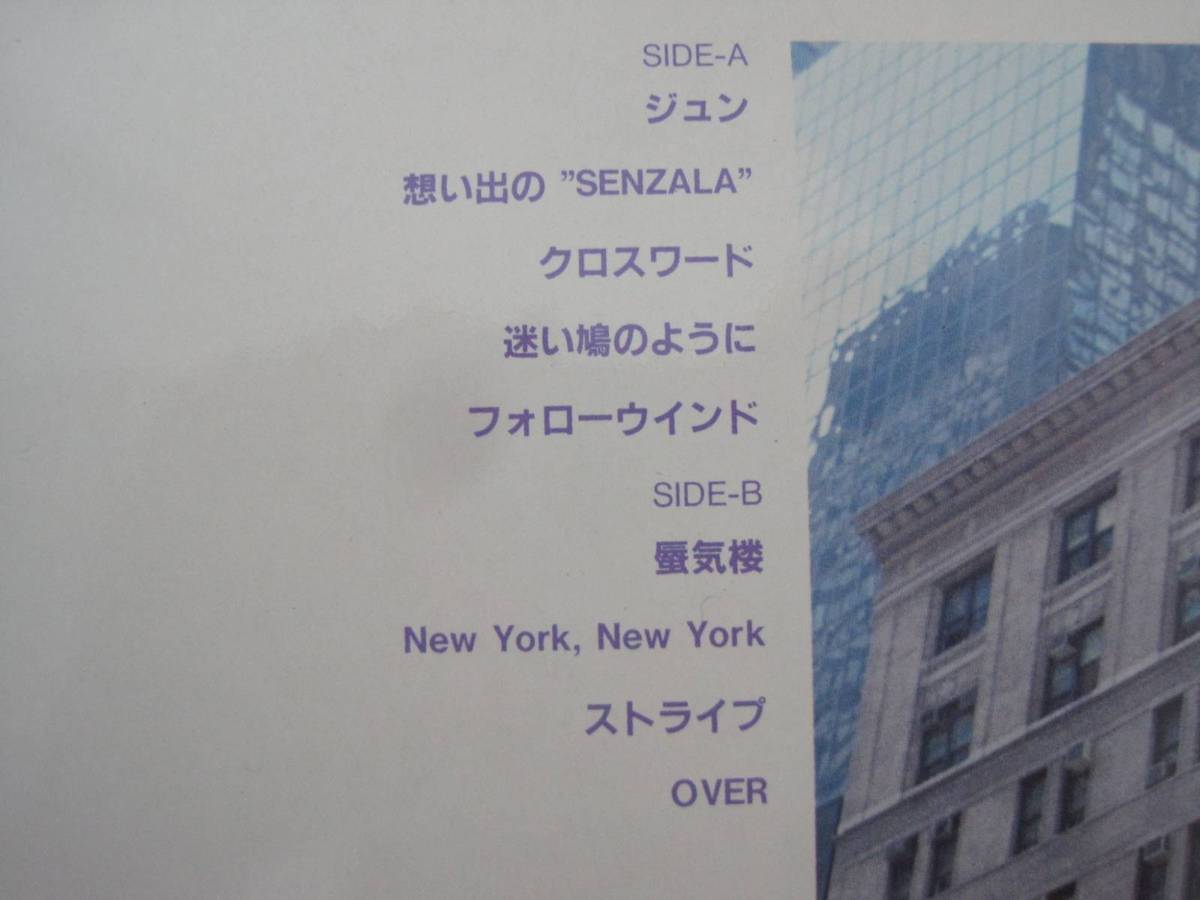 SIDE-A
ジュン
想い出の ”SENZALA”
クロスワード
迷い鳩のように
フォローウインド
SIDE-B
蜃気楼
New York, New York
ストライプ
OVER